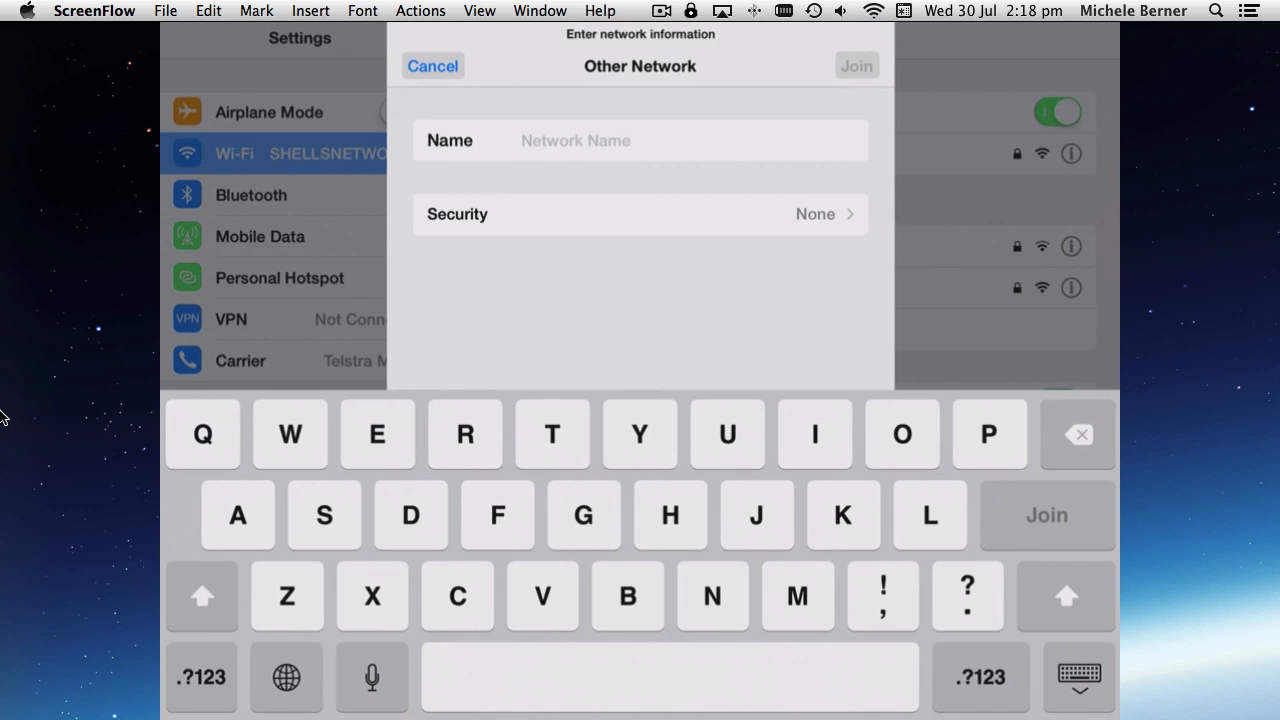 ScreenFlow File Edit Mark Insert Font Actions View Window Help Wed 30 Jul 2:18 pm Michele Berner
Settings
Enter network information
Cancel Other Network Join
Airplane Mode
Name Network Name
Wi-Fi SHELLSNETWO
Bluetooth
Security None
Mobile Data
Personal Hotspot
VPN VPN Not Conn
Carrier Telstra M
Q W E R T Y U I O P
A S D F G H J K L Join
Z X C V B N M ! , ? .
.?123 .?123